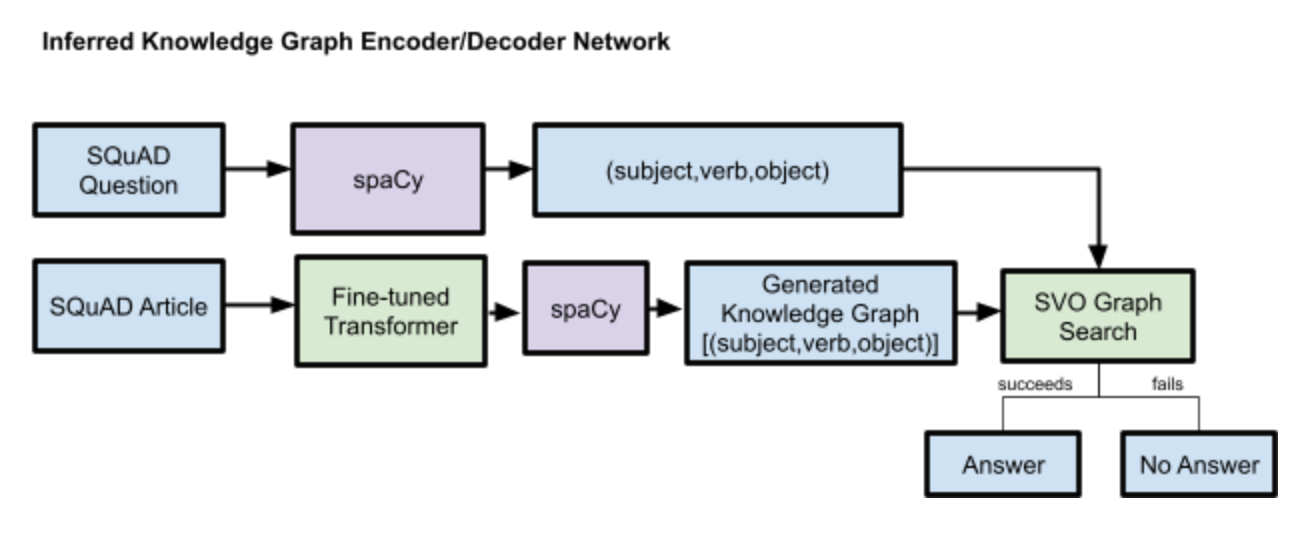 Inferred Knowledge Graph Encoder/Decoder Network
SQuAD
Question
spaCy
(subject,verb,object)
SQuAD Article
Fine-tuned
Transformer
spaCy
Generated
Knowledge Graph
[(subject,verb,object)]
SVO Graph
Search
succeeds
fails
Answer
No Answer